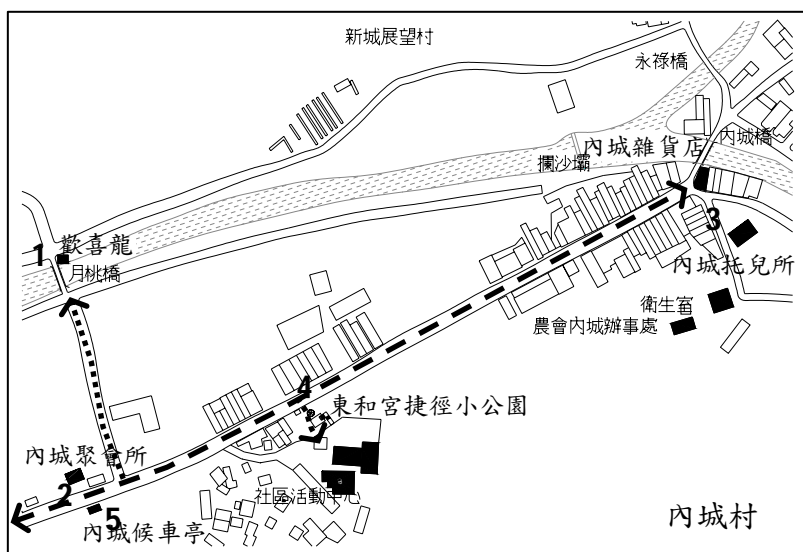 新城展望村
永祿橋
內城橋
內城雜貨店
攔沙壩
1
歡喜龍
月桃橋
3
內城托兒所
衛生室
農會內城辦事處
4
東和宮捷徑小公園
內城聚會所
2
社區活動中心
5
內城候車亭
內城村